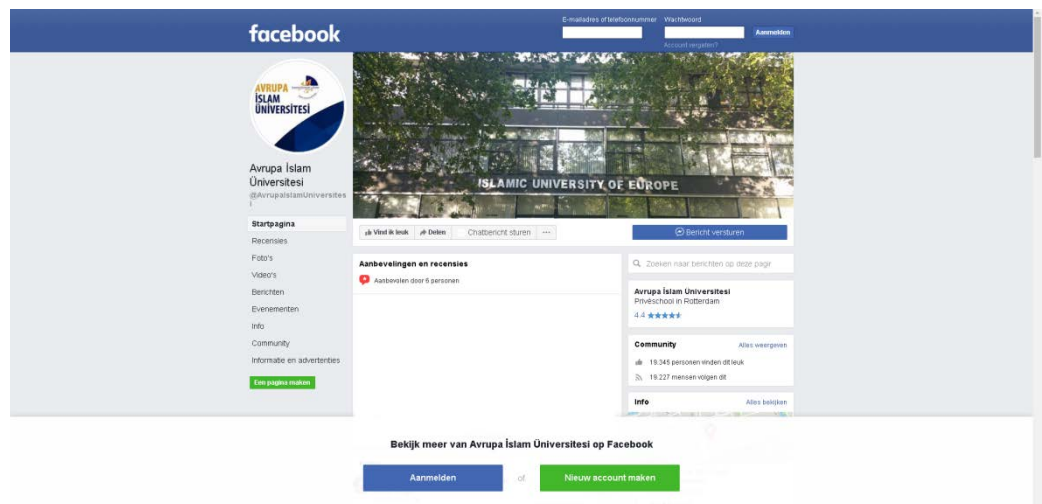 facebook
E-mailadres of telefoonnummer
Wachtwoord
Aanmelden
Account vergeten?
AVRUPA
İSLAM
ÜNİVERSİTESİ
Avrupa İslam
Üniversitesi
@AvrupaIslamUniversites
i
Startpagina
Recensies
Foto's
Video's
Berichten
Evenementen
Info
Community
Informatie en advertenties
Een pagina maken
ISLAMIC UNIVERSITY OF EUROPE
Vind ik leuk
Delen
Chatbericht sturen
Bericht versturen
Aanbevelingen en recensies
Aanbevolen door 6 personen
Zoeken naar berichten op deze pagir
Avrupa İslam Üniversitesi
Privéschool in Rotterdam
4.4
Community
Alles weergeven
19.345 personen vinden dit leuk
19.227 mensen volgen dit
Info
Alles bekijken
Bekijk meer van Avrupa İslam Üniversitesi op Facebook
Aanmelden
of
Nieuw account maken